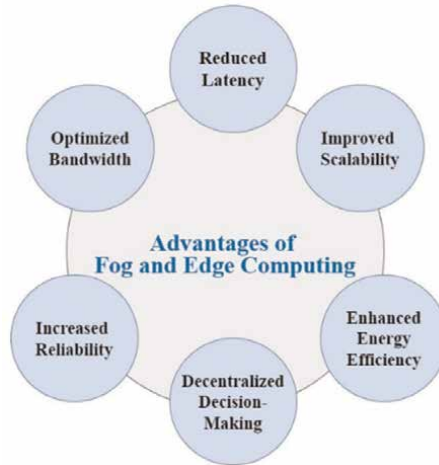 Reduced
Latency
Optimized
Bandwidth
Improved
Scalability
Advantages of
Fog and Edge Computing
Increased
Reliability
Enhanced
Energy
Efficiency
Decentralized
Decision-
Making